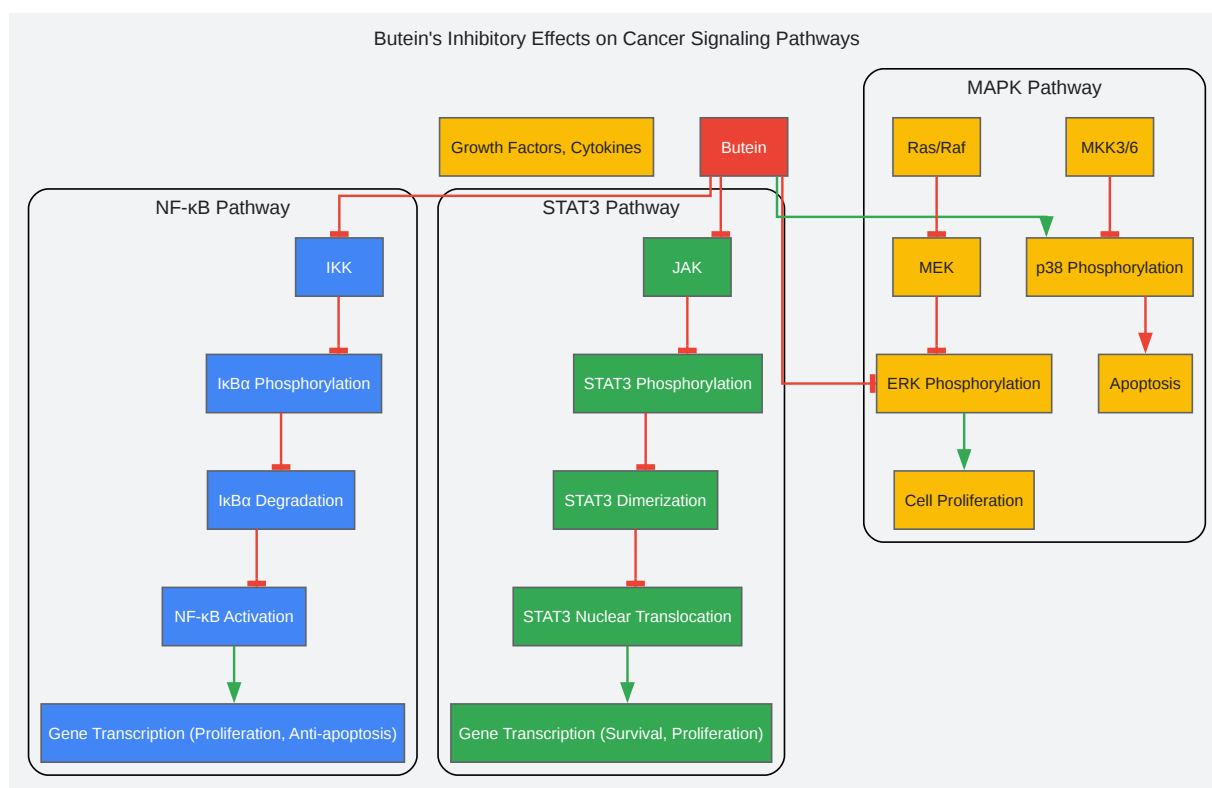 Butein's Inhibitory Effects on Cancer Signaling Pathways
MAPK Pathway
Growth Factors, Cytokines
Butein
Ras/Raf
MKK3/6
NF-κB Pathway
STAT3 Pathway
IKK
JAK
MEK
p38 Phosphorylation
IκBα Phosphorylation
STAT3 Phosphorylation
ERK Phosphorylation
Apoptosis
IκBα Degradation
STAT3 Dimerization
Cell Proliferation
NF-κB Activation
STAT3 Nuclear Translocation
Gene Transcription (Proliferation, Anti-apoptosis)
Gene Transcription (Survival, Proliferation)